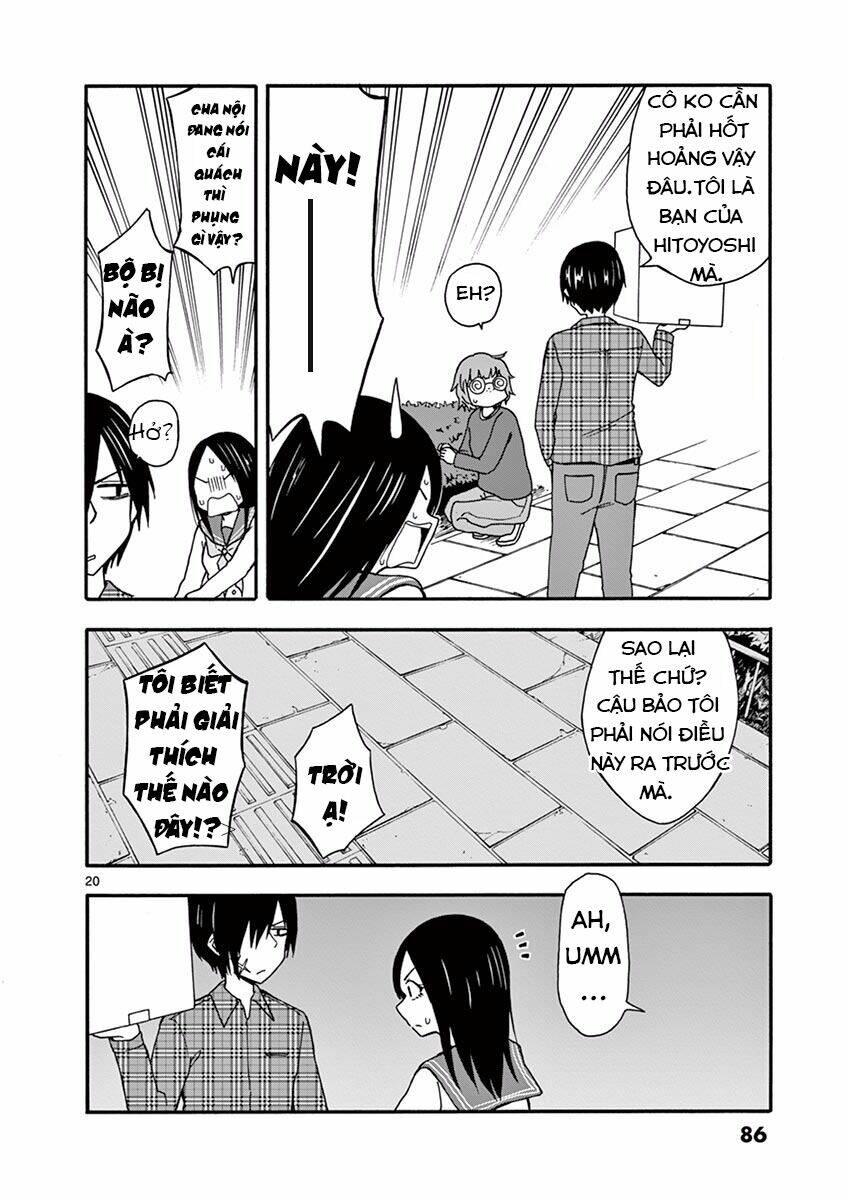 CÔ KO CẦN
PHẢI HỐT
HOẢNG VẬY
ĐÂU.TÔI LÀ
BẠN CỦA
HITOYOSHI
MÀ.
EH?
NÀY!
CHA NỘI
ĐANG NÓI
CÁI
QUÁCH
THÌ
PHỤNG
GÌ VẬY?
BỘ BỊ
NÃO
À?
HỞ?
SAO LẠI
THẾ CHỨ?
CẬU BẢO TÔI
PHẢI NÓI ĐIỀU
NÀY RA TRƯỚC
MÀ.
TRỜI
Ạ!
TÔI BIẾT
PHẢI GIẢI
THÍCH
THẾ NÀO
ĐÂY!?
20
AH,
UMM
...
86